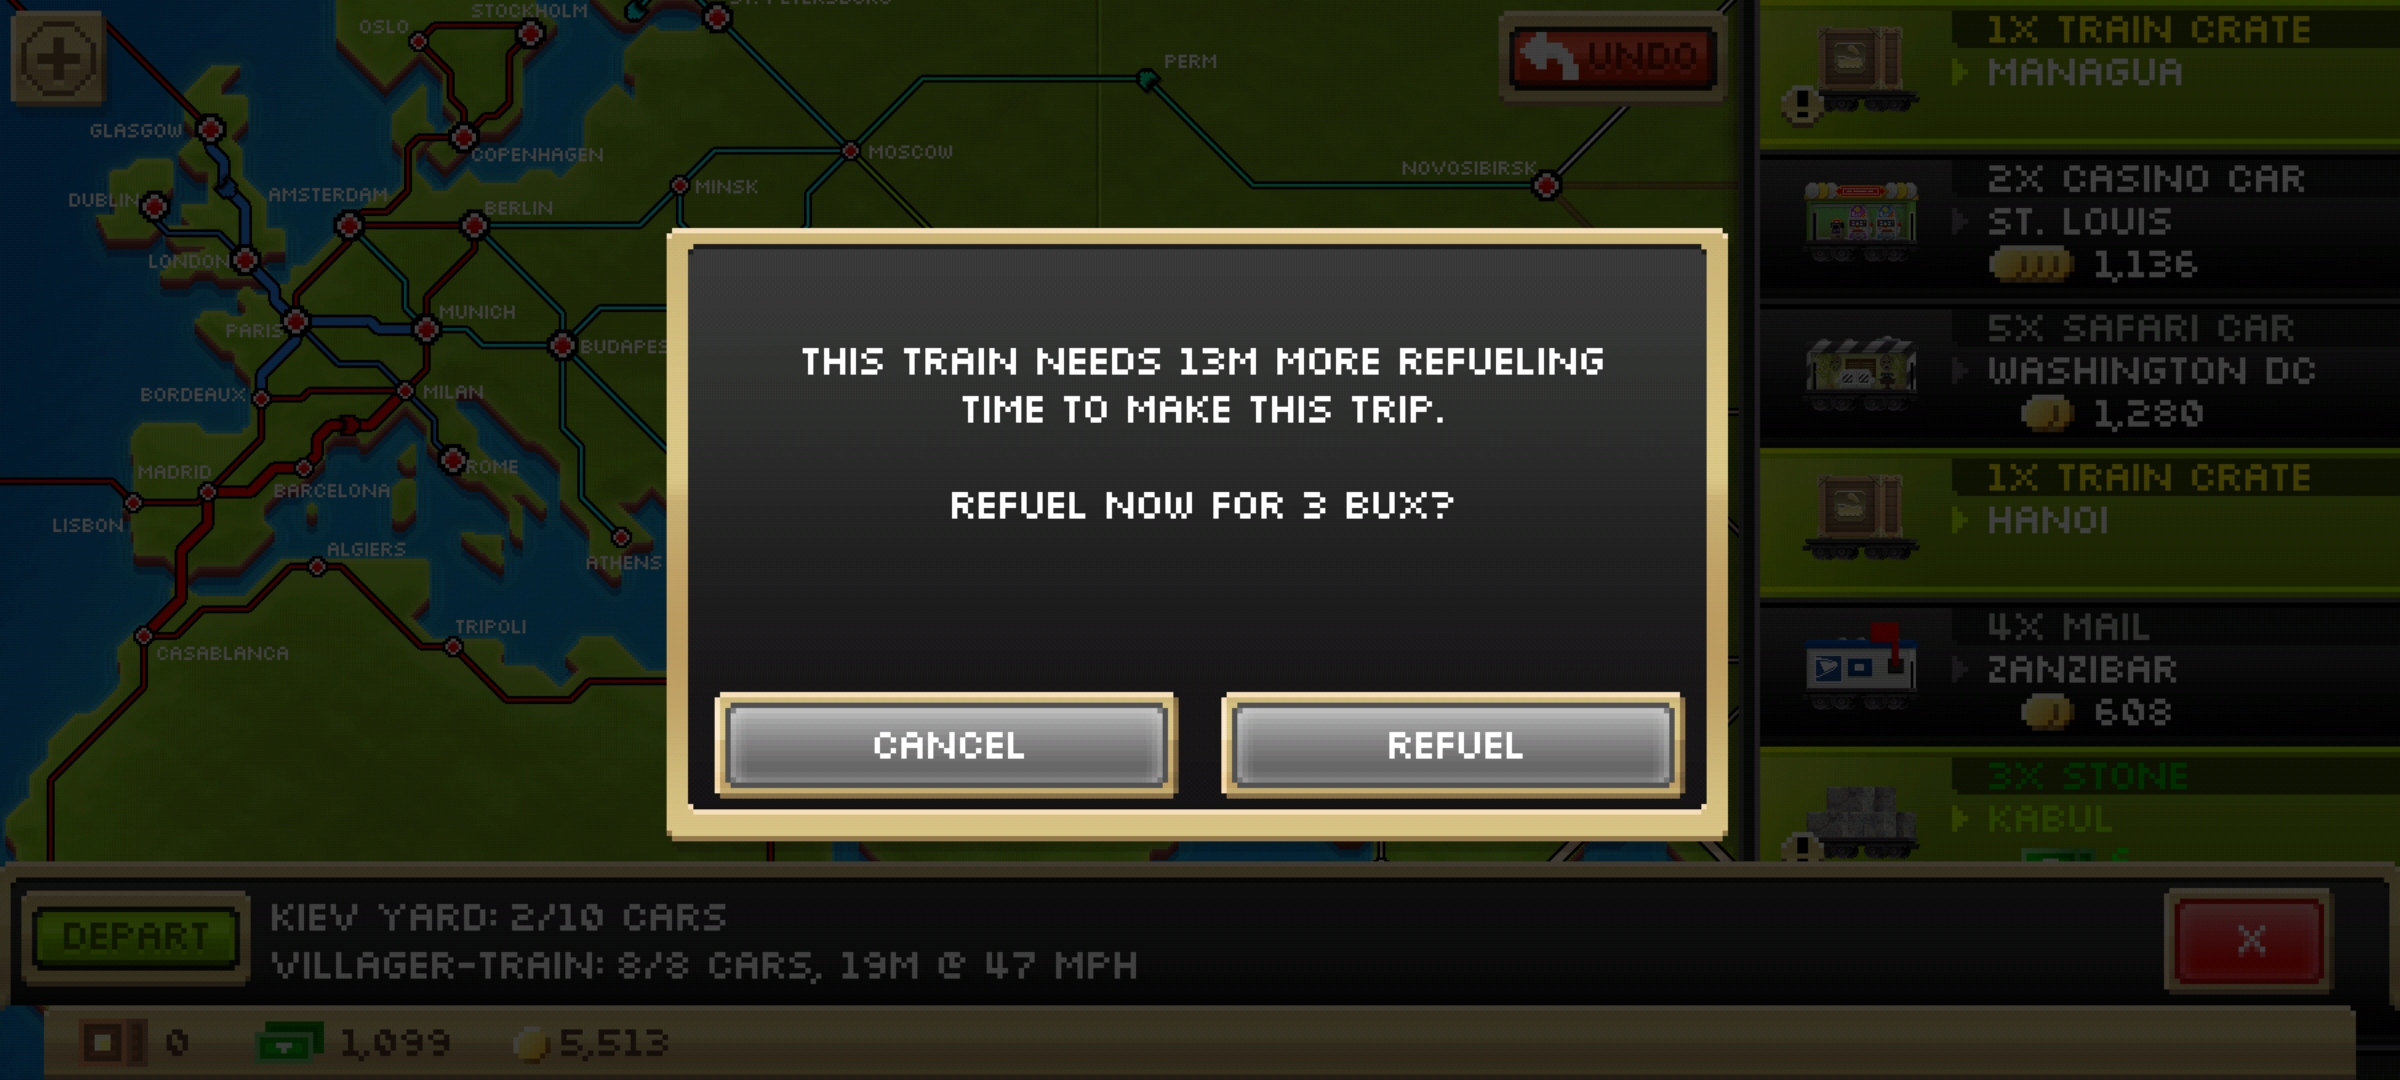 STOCKHOLM
OSLO
PERM
UNDO
GLASGOW
COPENHAGEN
MOSCOW
NOVOSIBIRSK
MINSK
AMSTERDAM
DUBLIN
BERLIN
LONDON
MUNICH
PARIS
BUDAPES
BORDEAUX
MILAN
MADRID
ROME
BARCELONA
LISBON
ALGIERS
ATHENS
TRIPOLI
CASABLANCA
THIS TRAIN NEEDS 13M MORE REFUELING
TIME TO MAKE THIS TRIP.
REFUEL NOW FOR 3 BUX?
CANCEL
REFUEL
1X TRAIN CRATE
MANAGUA
2X CASINO CAR
ST. LOUIS
1,136
5X SAFARI CAR
WASHINGTON DC
1,280
1X TRAIN CRATE
HANOI
4X MAIL
ZANZIBAR
608
3X STONE
KABUL
DEPART
KIEV YARD: 2/10 CARS
VILLAGER-TRAIN: 8/8 CARS, 19M @ 47 MPH
X
0
1,099
5,513